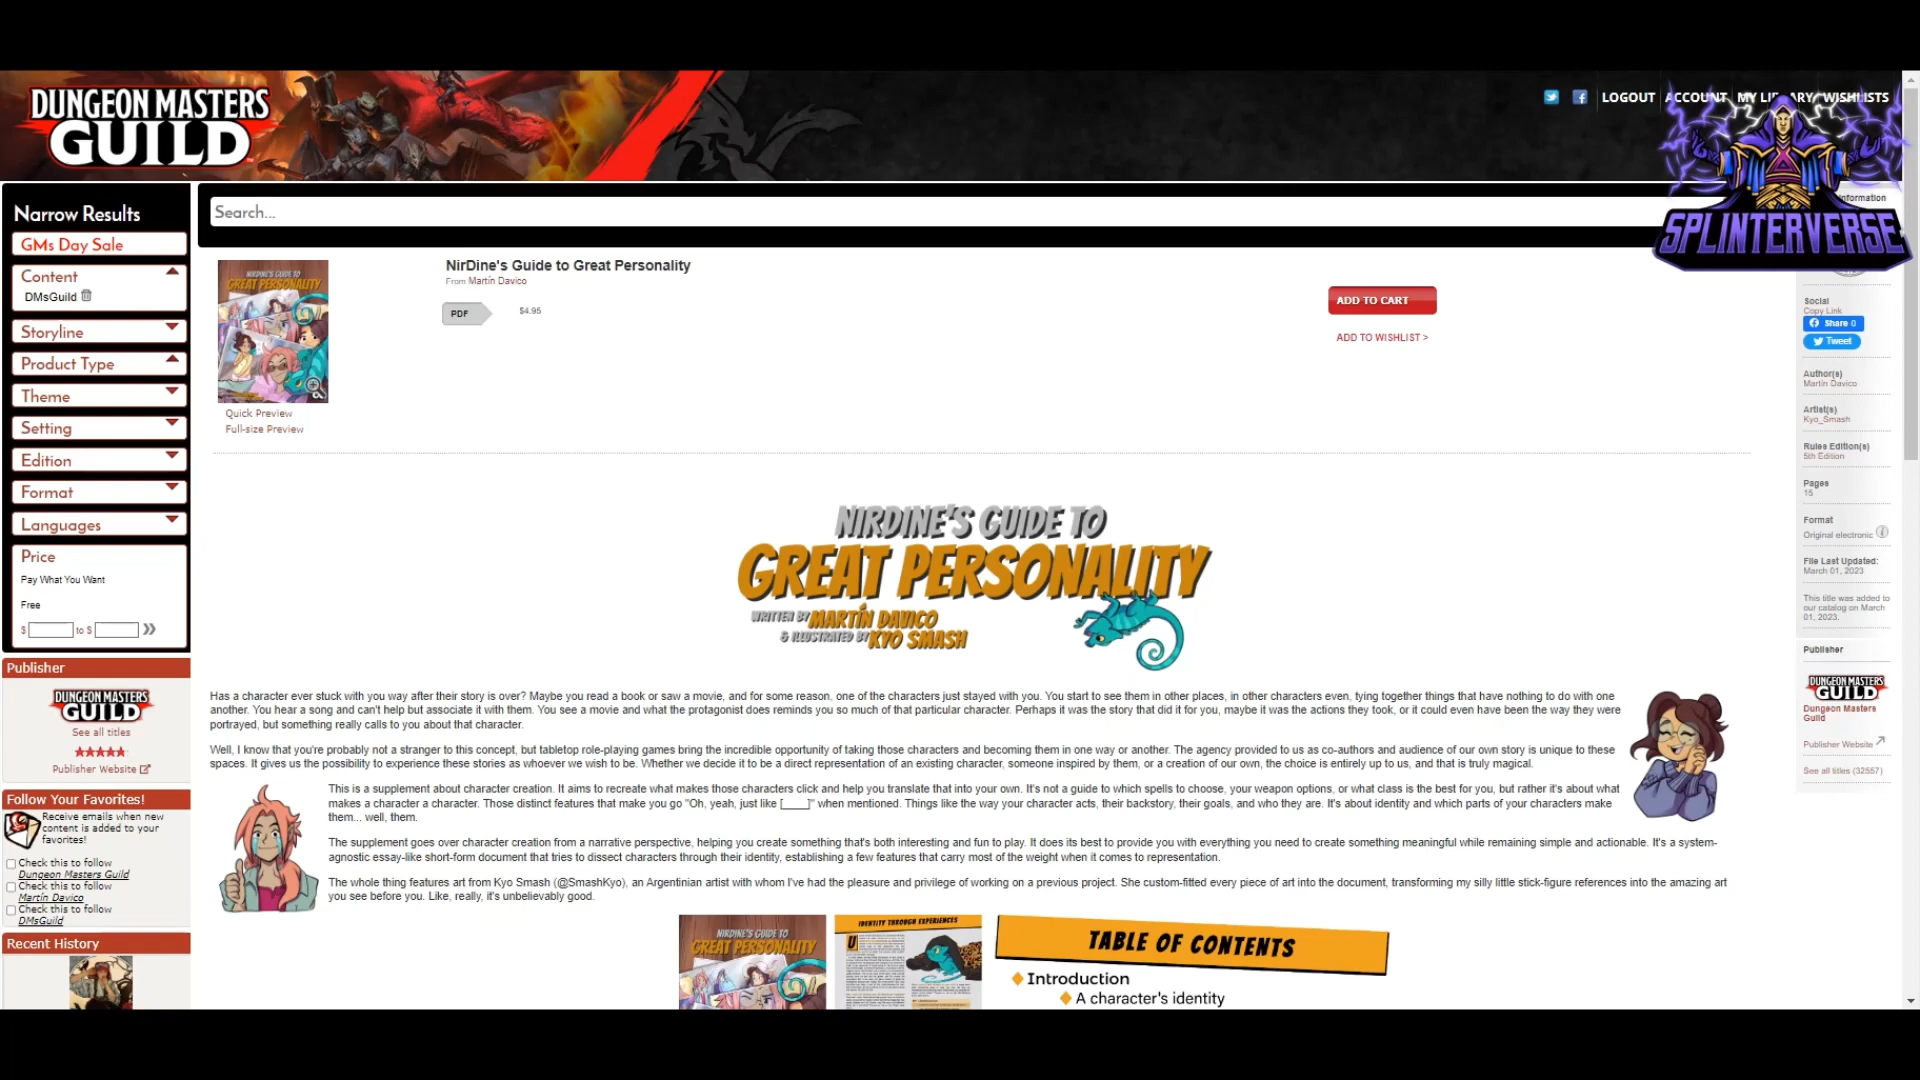 DUNGEON MASTERS
GUILD
LOGOUT
ACCOUNT
WISHLISTS
SPLINTERVERSE
Narrow Results
GMs Day Sale
Content
DMsGuild
Storyline
Product Type
Theme
Setting
Edition
Format
Languages
Price
Pay What You Want
Free
$ to $ »
Search...
NirDine's Guide to Great Personality
From Martín Davico
PDF
$4.95
ADD TO CART
ADD TO WISHLIST >
NIRDINE'S GUIDE TO
GREAT PERSONALITY
Quick Preview
Full-size Preview
NIRDINE'S GUIDE TO
GREAT PERSONALITY
WRITTEN BY MARTÍN DAVICO
& ILLUSTRATED BY KYO SMASH
Has a character ever stuck with you way after their story is over? Maybe you read a book or saw a movie, and for some reason, one of the characters just stayed with you. You start to see them in other places, in other characters even, tying together things that have nothing to do with one
another. You hear a song and can't help but associate it with them. You see a movie and what the protagonist does reminds you so much of that particular character. Perhaps it was the story that did it for you, maybe it was the actions they took, or it could even have been the way they were
portrayed, but something really calls to you about that character.
Well, I know that you're probably not a stranger to this concept, but tabletop role-playing games bring the incredible opportunity of taking those characters and becoming them in one way or another. The agency provided to us as co-authors and audience of our own story is unique to these
spaces. It gives us the possibility to experience these stories as whoever we wish to be. Whether we decide it to be a direct representation of an existing character, someone inspired by them, or a creation of our own, the choice is entirely up to us, and that is truly magical.
This is a supplement about character creation. It aims to recreate what makes those characters click and help you translate that into your own. It's not a guide to which spells to choose, your weapon options, or what class is the best for you, but rather it's about what
makes a character a character. Those distinct features that make you go "Oh, yeah, just like [____]" when mentioned. Things like the way your character acts, their backstory, their goals, and who they are. It's about identity and which parts of your characters make
them... well, them.
The supplement goes over character creation from a narrative perspective, helping you create something that's both interesting and fun to play. It does its best to provide you with everything you need to create something meaningful while remaining simple and actionable. It's a system-
agnostic essay-like short-form document that tries to dissect characters through their identity, establishing a few features that carry most of the weight when it comes to representation.
The whole thing features art from Kyo Smash (@SmashKyo), an Argentinian artist with whom I've had the pleasure and privilege of working on a previous project. She custom-fitted every piece of art into the document, transforming my silly little stick-figure references into the amazing art
you see before you. Like, really, it's unbelievably good.
NIRDINE'S GUIDE TO
GREAT PERSONALITY
IDENTITY THROUGH EXPERIENCES
TABLE OF CONTENTS
Introduction
A character's identity
Publisher
DUNGEON MASTERS
GUILD
See all titles
Publisher Website
Follow Your Favorites!
Receive emails when new
content is added to your
favorites!
Check this to follow
Dungeon Masters Guild
Check this to follow
Martín Davico
Check this to follow
DMsGuild
Recent History
Information
Social
Copy Link
Share 0
Tweet
Author(s)
Martín Davico
Artist(s)
Kyo_Smash
Rules Edition(s)
5th Edition
Pages
15
Format
Original electronic
File Last Updated:
March 01, 2023
This title was added to
our catalog on March
01, 2023.
Publisher
DUNGEON MASTERS
GUILD
Dungeon Masters
Guild
Publisher Website
See all titles (32557)